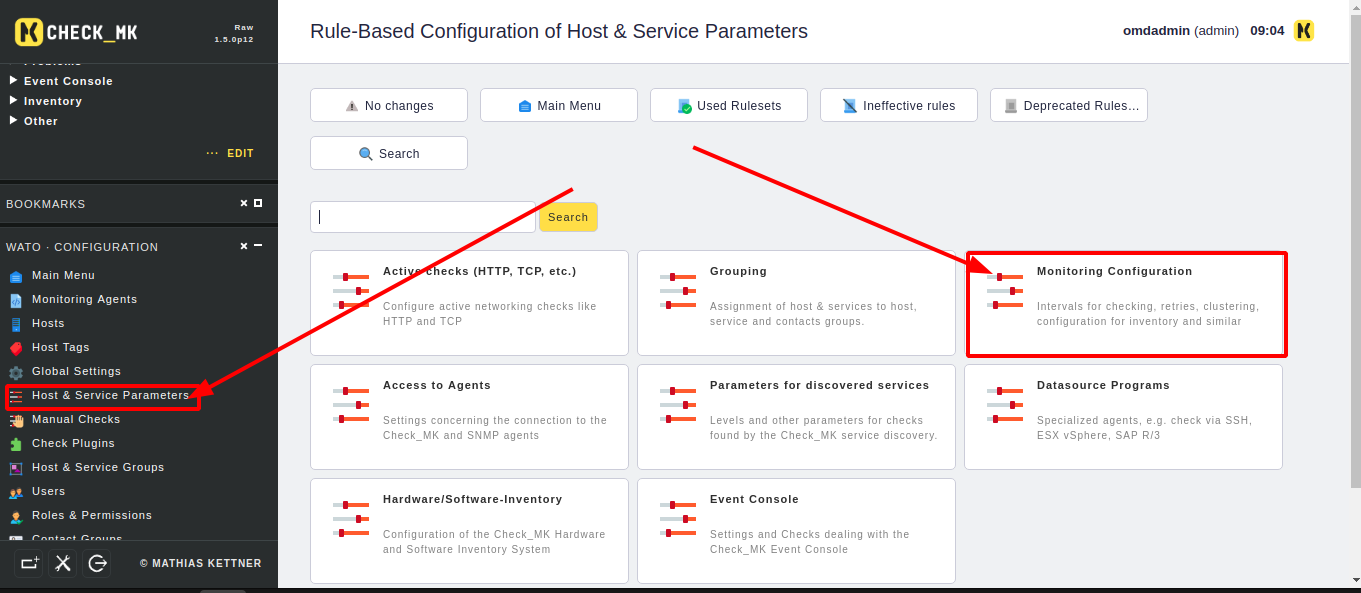 CHECK_MK
Raw
1.5.0p12
Problems
Event Console
Inventory
Other
··· EDIT
BOOKMARKS
WATO · CONFIGURATION
Main Menu
Monitoring Agents
Hosts
Host Tags
Global Settings
Host & Service Parameters
Manual Checks
Check Plugins
Host & Service Groups
Users
Roles & Permissions
Contact Groups
© MATHIAS KETTNER
Rule-Based Configuration of Host & Service Parameters
omdadmin (admin) 09:04
No changes
Main Menu
Used Rulesets
Ineffective rules
Deprecated Rules...
Search
Search
Active checks (HTTP, TCP, etc.)
Configure active networking checks like
HTTP and TCP
Grouping
Assignment of host & services to host,
service and contacts groups.
Monitoring Configuration
Intervals for checking, retries, clustering,
configuration for inventory and similar
Access to Agents
Settings concerning the connection to the
Check_MK and SNMP agents
Parameters for discovered services
Levels and other parameters for checks
found by the Check_MK service discovery.
Datasource Programs
Specialized agents, e.g. check via SSH,
ESX vSphere, SAP R/3
Hardware/Software-Inventory
Configuration of the Check_MK Hardware
and Software Inventory System
Event Console
Settings and Checks dealing with the
Check_MK Event Console